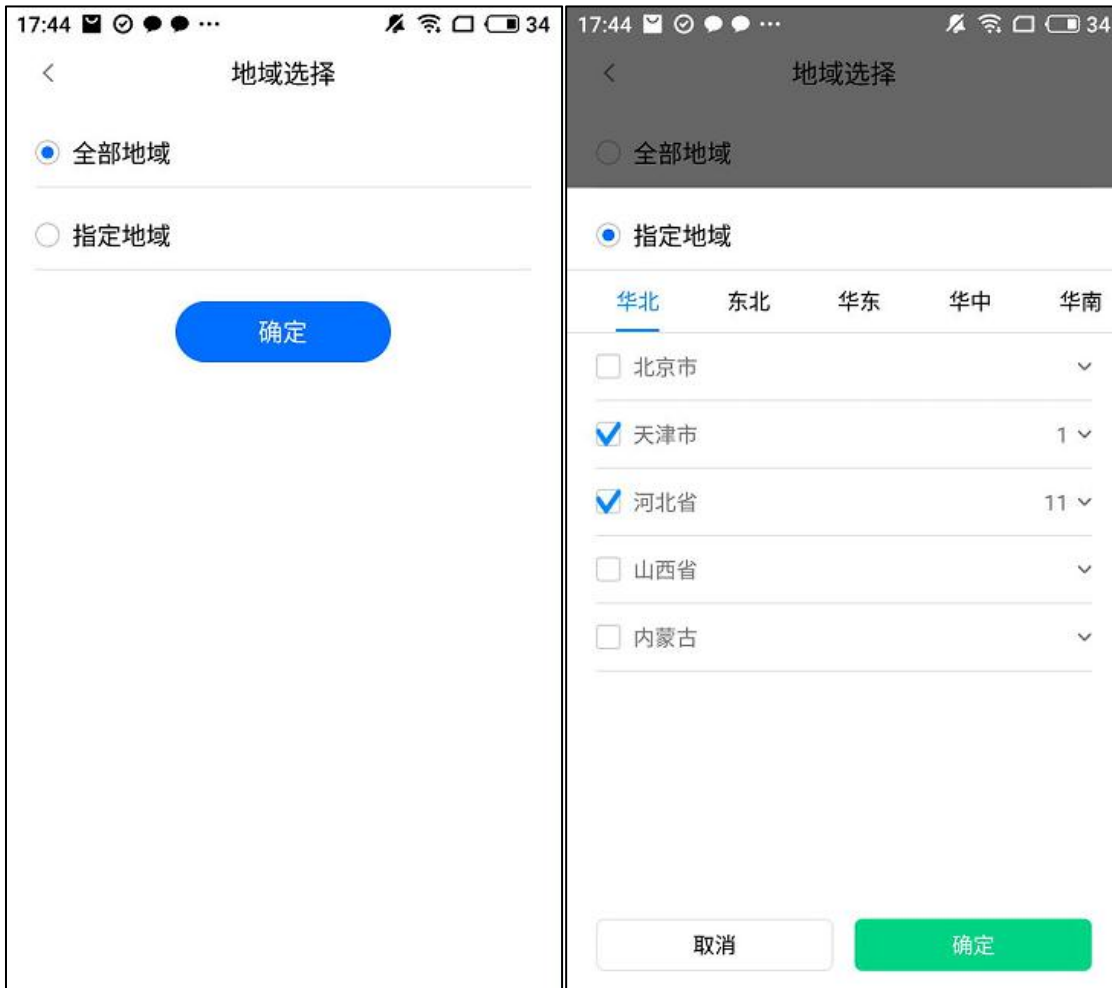 17:44 34
地域选择
全部地域
指定地域
确定
17:44 34
地域选择
全部地域
指定地域
华北 东北 华东 华中 华南
北京市
天津市 1
河北省 11
山西省
内蒙古
取消 确定